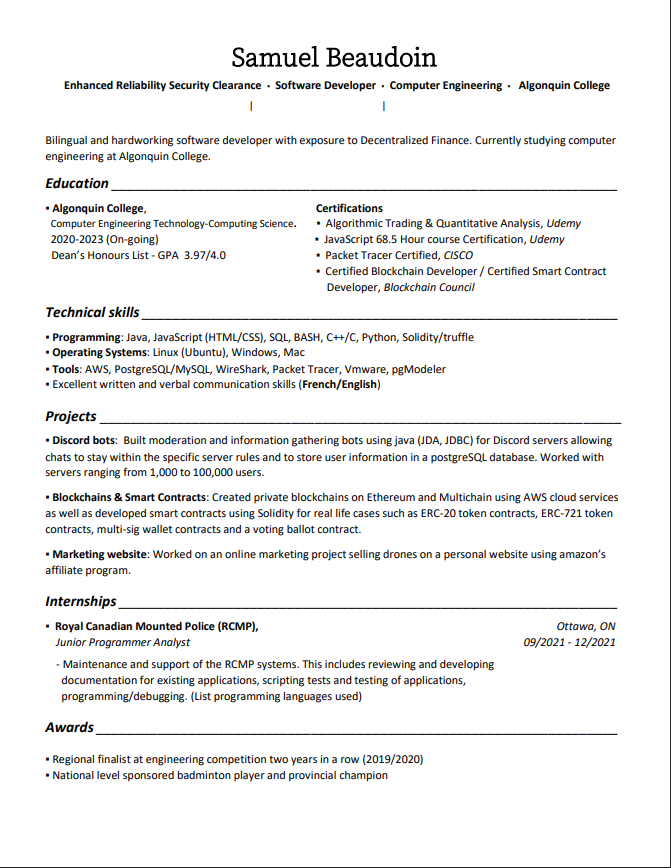 Samuel Beaudoin
Enhanced Reliability Security Clearance • Software Developer • Computer Engineering • Algonquin College
| |
Bilingual and hardworking software developer with exposure to Decentralized Finance. Currently studying computer
engineering at Algonquin College.
Education
▪ Algonquin College,
Computer Engineering Technology-Computing Science.
2020-2023 (On-going)
Dean’s Honours List - GPA 3.97/4.0
Certifications
▪ Algorithmic Trading & Quantitative Analysis, Udemy
▪ JavaScript 68.5 Hour course Certification, Udemy
▪ Packet Tracer Certified, CISCO
▪ Certified Blockchain Developer / Certified Smart Contract
Developer, Blockchain Council
Technical skills
▪ Programming: Java, JavaScript (HTML/CSS), SQL, BASH, C++/C, Python, Solidity/truffle
▪ Operating Systems: Linux (Ubuntu), Windows, Mac
▪ Tools: AWS, PostgreSQL/MySQL, WireShark, Packet Tracer, Vmware, pgModeler
▪ Excellent written and verbal communication skills (French/English)
Projects
▪ Discord bots: Built moderation and information gathering bots using java (JDA, JDBC) for Discord servers allowing
chats to stay within the specific server rules and to store user information in a postgreSQL database. Worked with
servers ranging from 1,000 to 100,000 users.
▪ Blockchains & Smart Contracts: Created private blockchains on Ethereum and Multichain using AWS cloud services
as well as developed smart contracts using Solidity for real life cases such as ERC-20 token contracts, ERC-721 token
contracts, multi-sig wallet contracts and a voting ballot contract.
▪ Marketing website: Worked on an online marketing project selling drones on a personal website using amazon’s
affiliate program.
Internships
▪ Royal Canadian Mounted Police (RCMP), Ottawa, ON
Junior Programmer Analyst 09/2021 - 12/2021
- Maintenance and support of the RCMP systems. This includes reviewing and developing
documentation for existing applications, scripting tests and testing of applications,
programming/debugging. (List programming languages used)
Awards
▪ Regional finalist at engineering competition two years in a row (2019/2020)
▪ National level sponsored badminton player and provincial champion